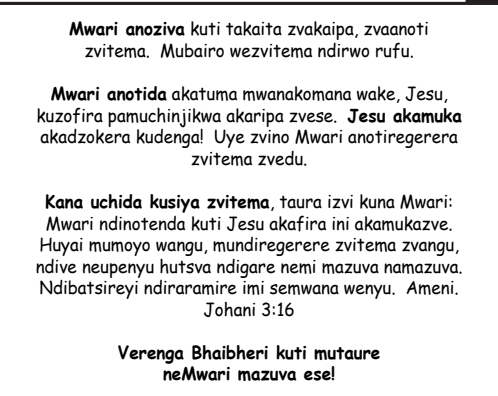 Mwari anoziva kuti takaita zvakaipa, zvaanoti
zvitema. Mubairo wezvitema ndirwo rufu.
Mwari anotida akatuma mwanakomana wake, Jesu,
kuzofira pamuchinjikwa akaripa zvese. Jesu akamuka
akadzokera kudenga! Uye zvino Mwari anotiregerera
zvitema zvedu.
Kana uchida kusiya zvitema, taura izvi kuna Mwari:
Mwari ndinotenda kuti Jesu akafira ini akamukazve.
Huyai mumoyo wangu, mundiregerere zvitema zvangu,
ndive neupenyu hutsva ndigare nemi mazuva namazuva.
Ndibatsireyi ndiraramire imi semwana wenyu. Ameni.
Johani 3:16
Verenga Bhaibheri kuti mutaure
neMwari mazuva ese!